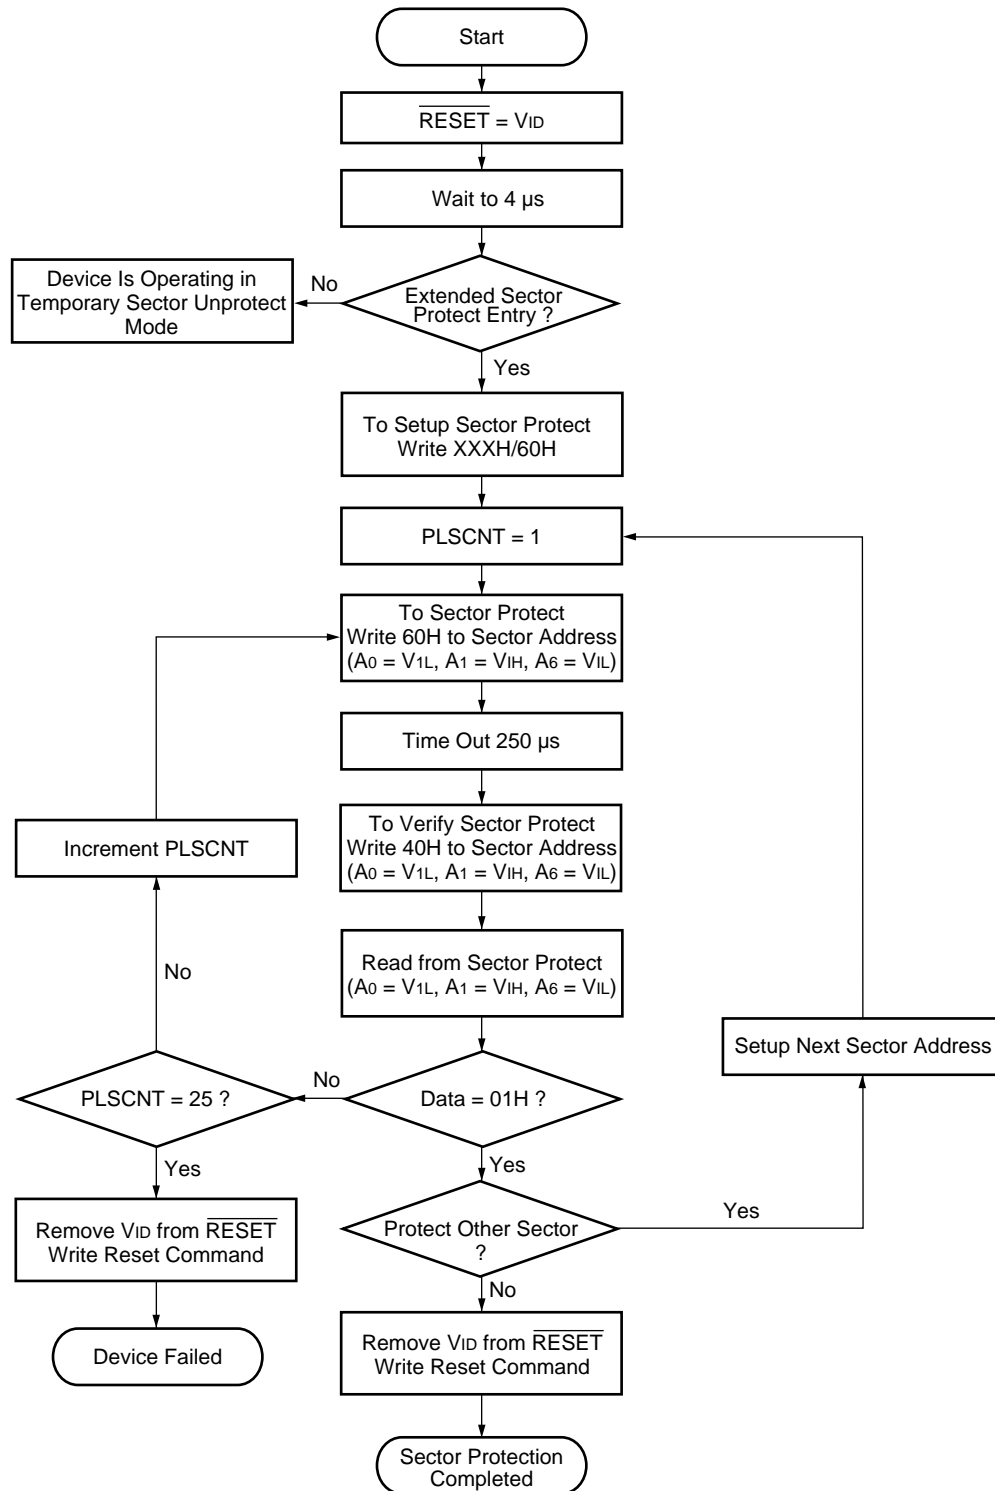 Start
RESET = VID
Wait to 4 µs
Device Is Operating in
Temporary Sector Unprotect
Mode
No
Extended Sector
Protect Entry ?
Yes
To Setup Sector Protect
Write XXXH/60H
PLSCNT = 1
To Sector Protect
Write 60H to Sector Address
(A0 = V1L, A1 = VIH, A6 = VIL)
Time Out 250 µs
To Verify Sector Protect
Write 40H to Sector Address
(A0 = V1L, A1 = VIH, A6 = VIL)
Increment PLSCNT
No
Read from Sector Protect
(A0 = V1L, A1 = VIH, A6 = VIL)
Setup Next Sector Address
PLSCNT = 25 ?
No
Data = 01H ?
Yes
Yes
Remove VID from RESET
Write Reset Command
Protect Other Sector
?
Yes
No
Device Failed
Remove VID from RESET
Write Reset Command
Sector Protection
Completed